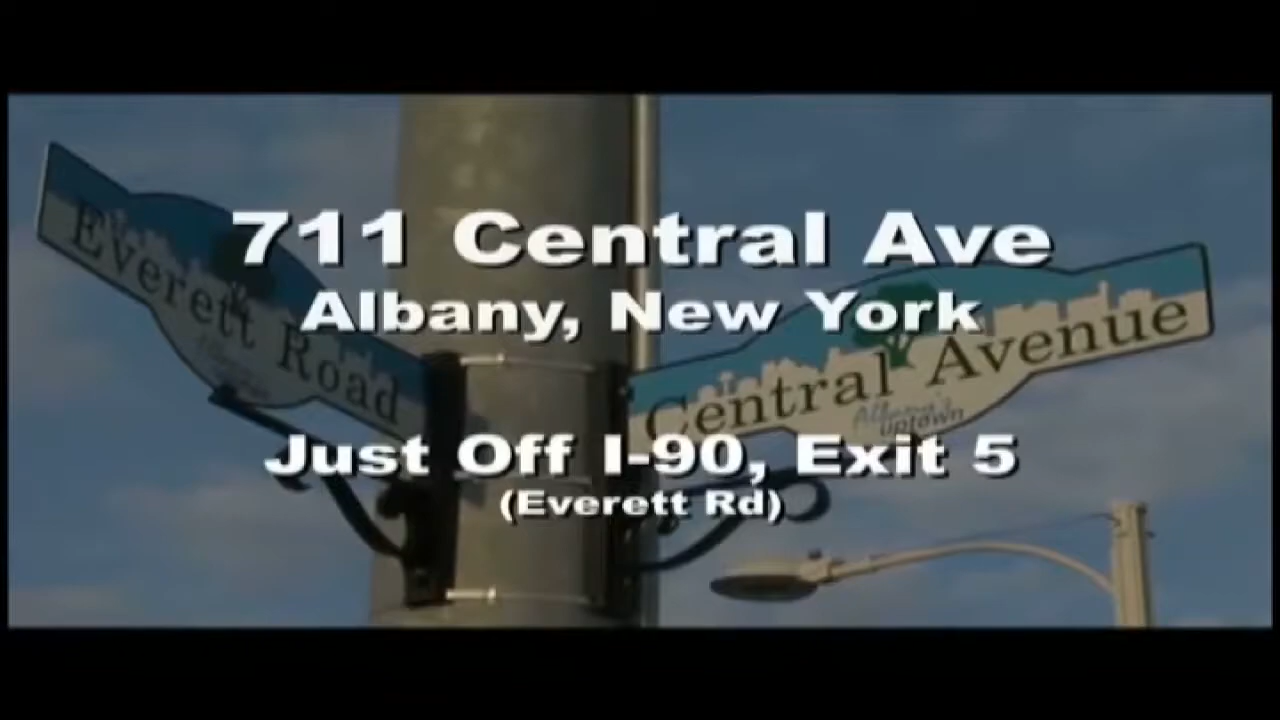 711 Central Ave
Albany, New York
Everett Road
Central Avenue
Albany's
Uptown
Just Off I-90, Exit 5
(Everett Rd)